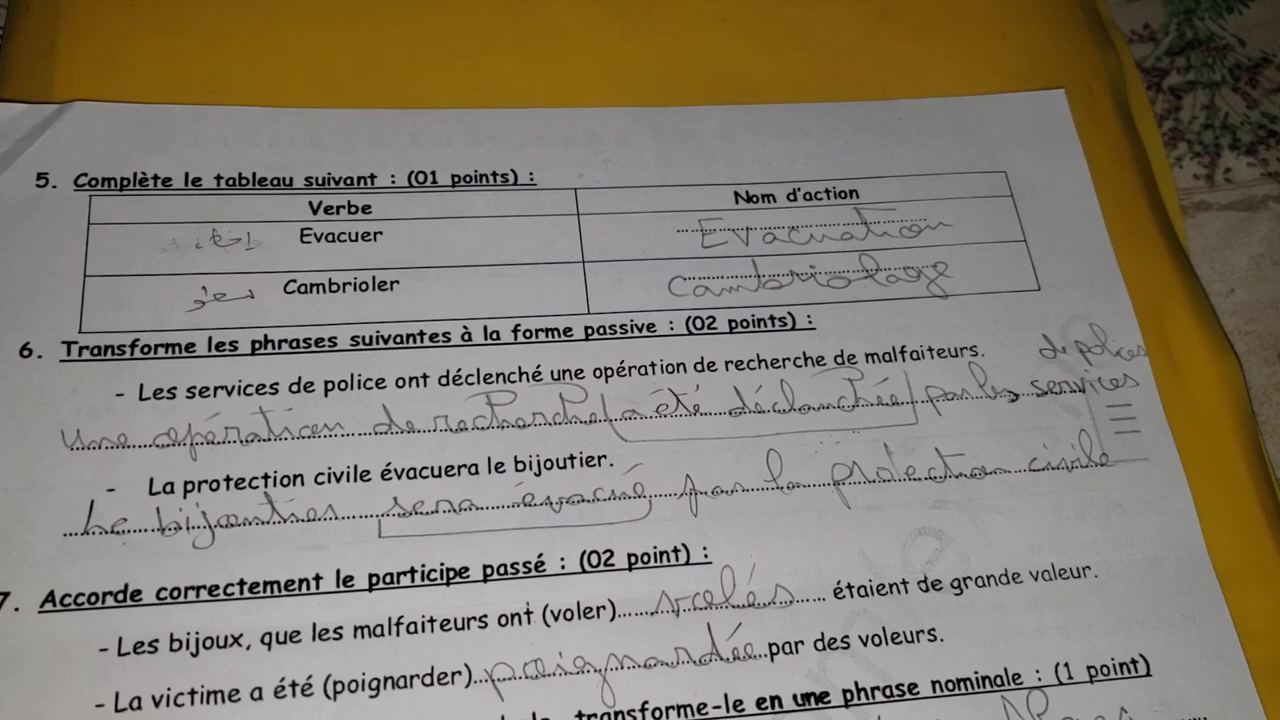 5. Complète le tableau suivant : (01 points) :
Verbe Nom d'action
Evacuer Evacuation
Cambrioler Cambriolage
6. Transforme les phrases suivantes à la forme passive : (02 points) :
- Les services de police ont déclenché une opération de recherche de malfaiteurs.
de polices
Une opération de recherche a été déclanchée par les services
- La protection civile évacuera le bijoutier.
Le bijoutier sera évacué par la protection civile
7. Accorde correctement le participe passé : (02 point) :
- Les bijoux, que les malfaiteurs ont (voler)......volés...... étaient de grande valeur.
- La victime a été (poignarder)..poignardée..par des voleurs.
transforme-le en une phrase nominale : (1 point)